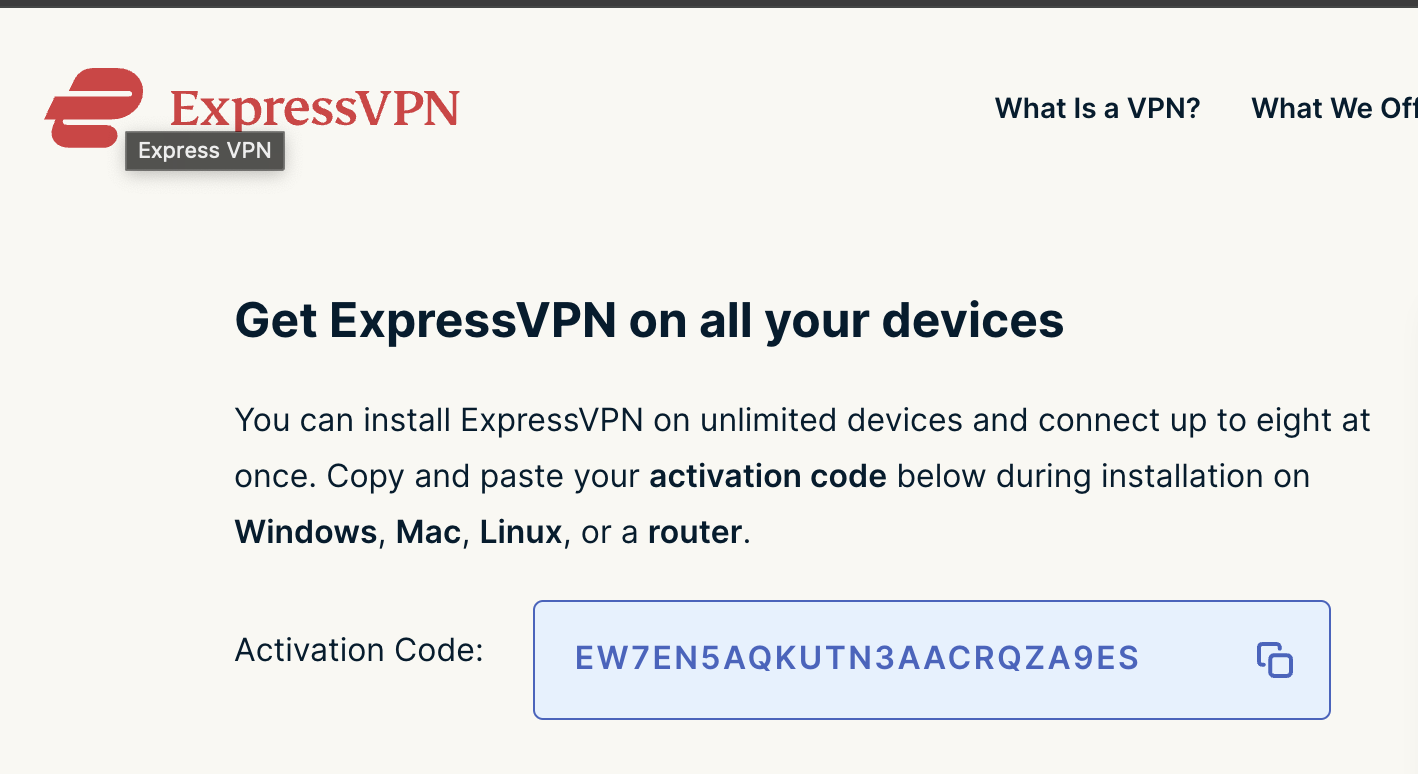 ExpressVPN
What Is a VPN? What We Off
Express VPN
Get ExpressVPN on all your devices
You can install ExpressVPN on unlimited devices and connect up to eight at
once. Copy and paste your activation code below during installation on
Windows, Mac, Linux, or a router.
Activation Code: EW7EN5AQKUTN3AACRQZA9ES